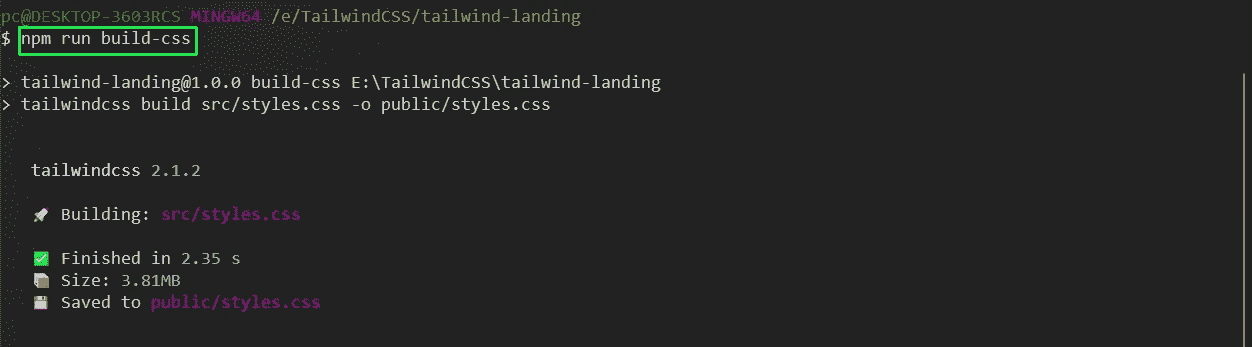 pc@DESKTOP-3603RCS MINGW64 /e/TailwindCSS/tailwind-landing
$ npm run build-css
> tailwind-landing@1.0.0 build-css E:\TailwindCSS\tailwind-landing
> tailwindcss build src/styles.css -o public/styles.css
tailwindcss 2.1.2
🚀 Building: src/styles.css
✅ Finished in 2.35 s
📦 Size: 3.81MB
💾 Saved to public/styles.css